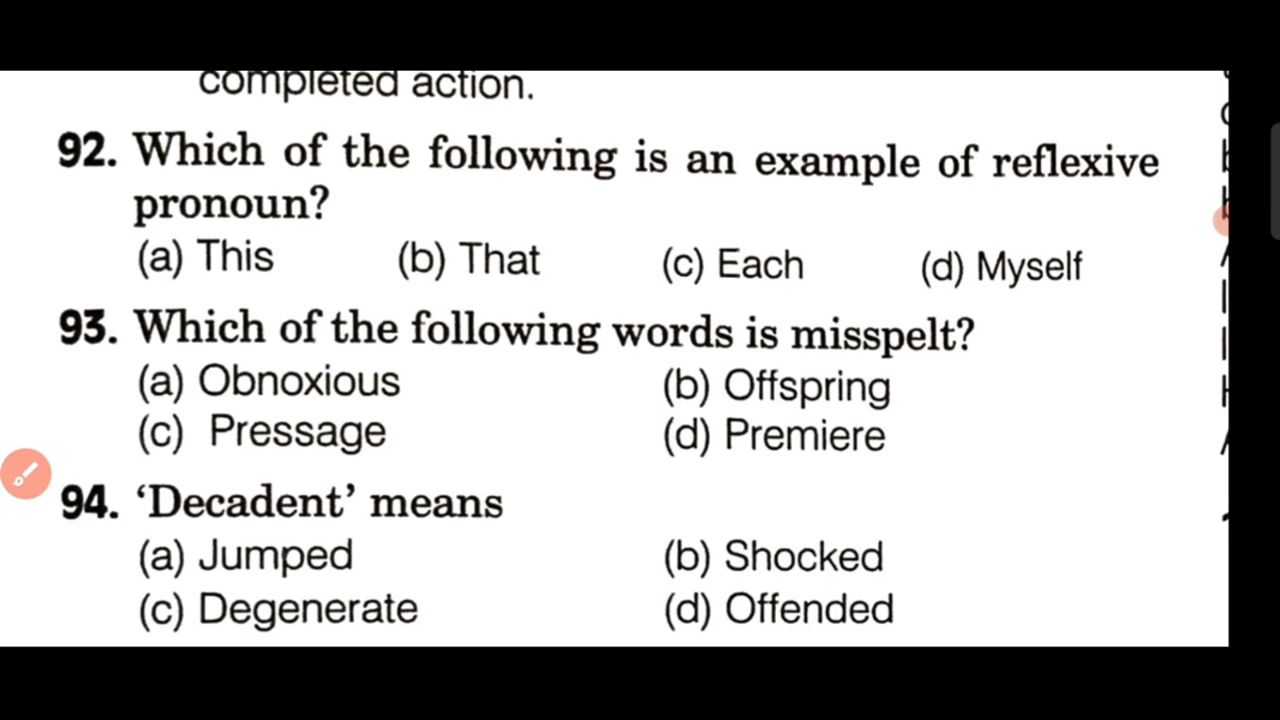 completed action.
92. Which of the following is an example of reflexive
pronoun?
(a) This (b) That (c) Each (d) Myself
93. Which of the following words is misspelt?
(a) Obnoxious (b) Offspring
(c) Pressage (d) Premiere
94. ‘Decadent’ means
(a) Jumped (b) Shocked
(c) Degenerate (d) Offended